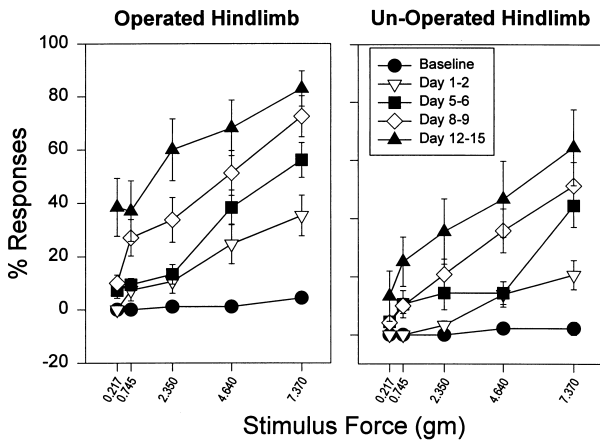 Operated Hindlimb
Un-Operated Hindlimb
% Responses
100
80
60
40
20
0
-20
Baseline
Day 1-2
Day 5-6
Day 8-9
Day 12-15
0.217
0.745
2.350
4.640
7.370
0.217
0.745
2.350
4.640
7.370
Stimulus Force (gm)